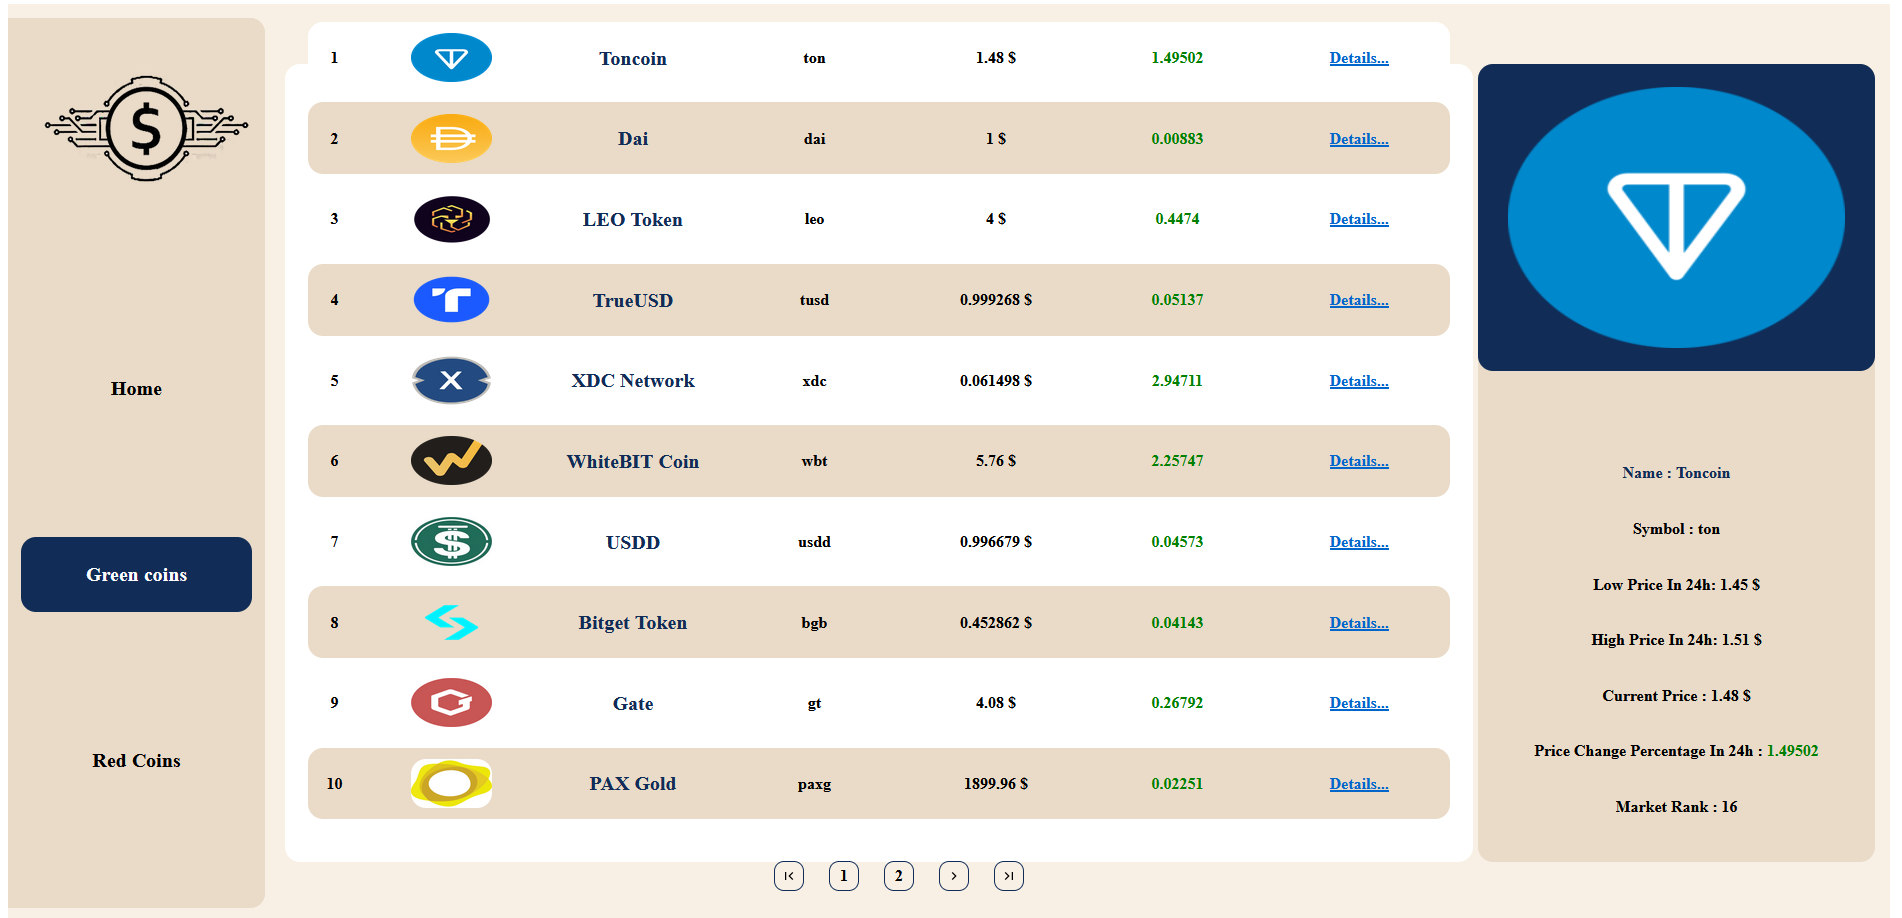 $
Home
Green coins
Red Coins
1 Toncoin ton 1.48 $ 1.49502 Details...
2 Dai dai 1 $ 0.00883 Details...
3 LEO Token leo 4 $ 0.4474 Details...
4 TrueUSD tusd 0.999268 $ 0.05137 Details...
5 XDC Network xdc 0.061498 $ 2.94711 Details...
6 WhiteBIT Coin wbt 5.76 $ 2.25747 Details...
7 USDD usdd 0.996679 $ 0.04573 Details...
8 Bitget Token bgb 0.452862 $ 0.04143 Details...
9 Gate gt 4.08 $ 0.26792 Details...
10 PAX Gold paxg 1899.96 $ 0.02251 Details...
1 2
Name : Toncoin
Symbol : ton
Low Price In 24h: 1.45 $
High Price In 24h: 1.51 $
Current Price : 1.48 $
Price Change Percentage In 24h : 1.49502
Market Rank : 16